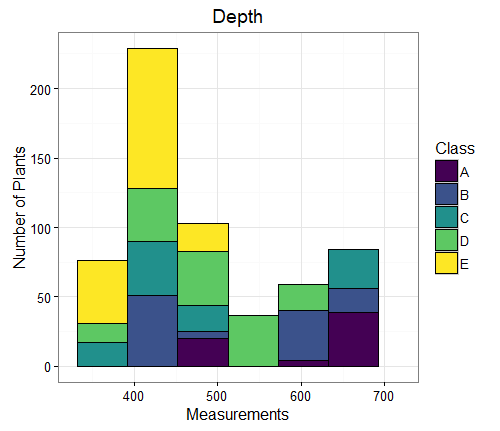 Depth
Number of Plants
200
150
100
50
0
400 500 600 700
Measurements
Class
A
B
C
D
E